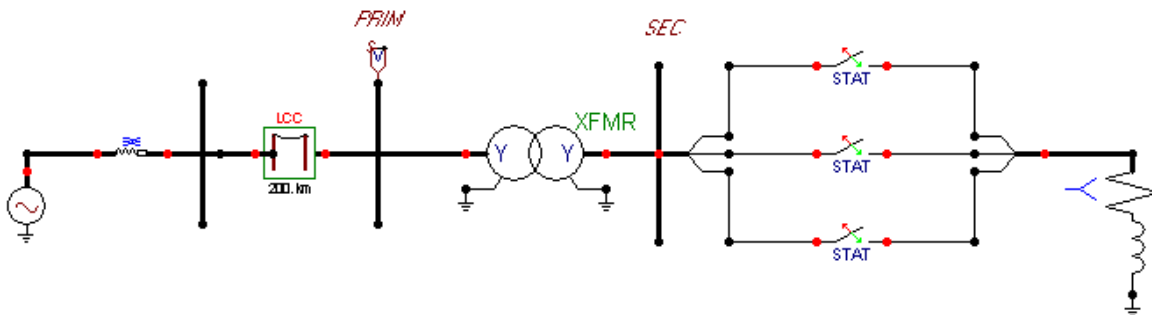 PRIM
SEC
LCC
XFMR
STAT
Y
Y
STAT
200. km
STAT
V